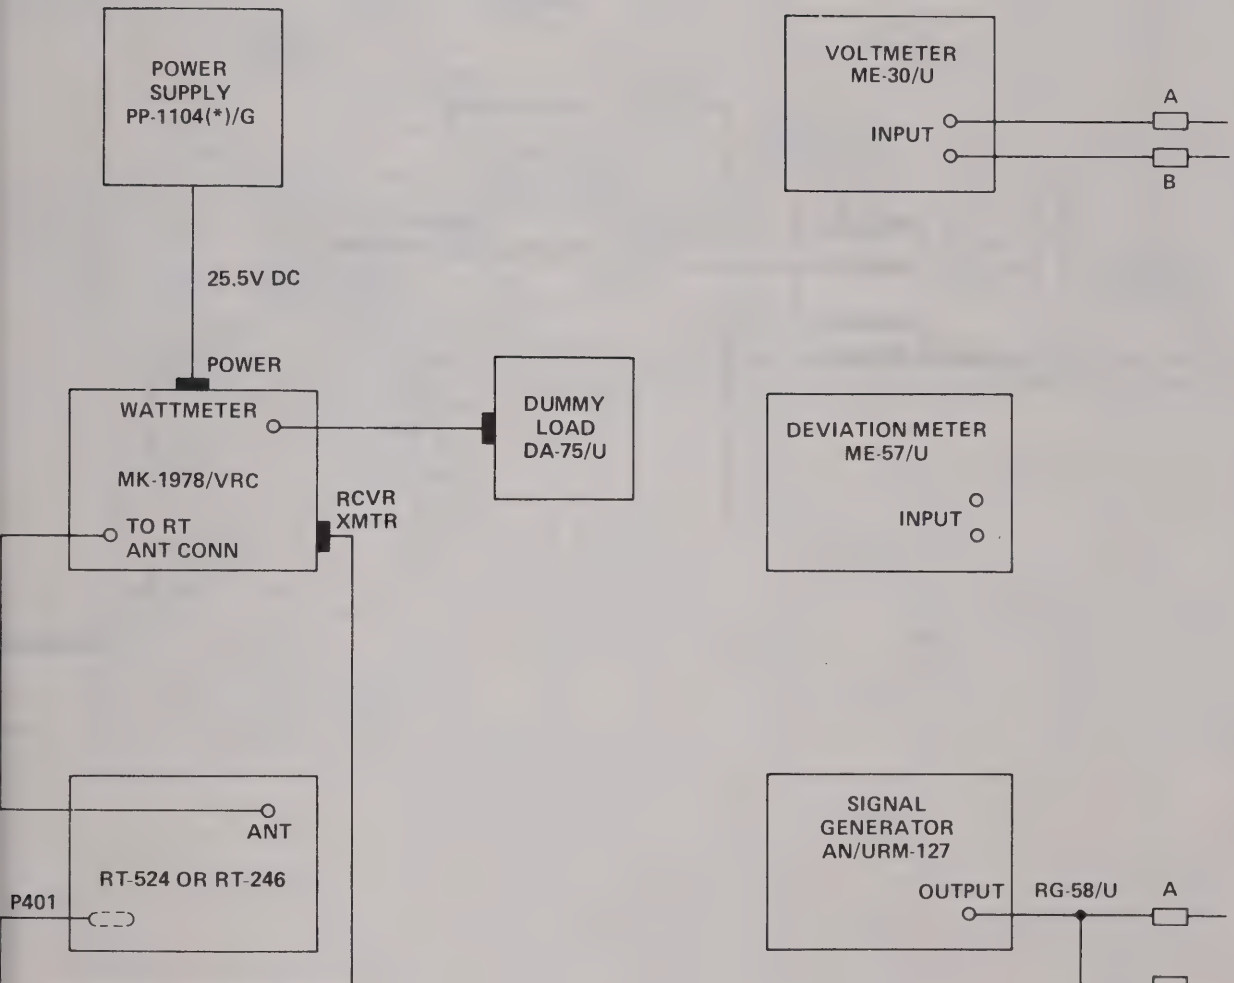 POWER
SUPPLY
PP-1104(*)/G
25.5V DC
POWER
WATTMETER
MK-1978/VRC
TO RT
ANT CONN
RCVR
XMTR
DUMMY
LOAD
DA-75/U
ANT
RT-524 OR RT-246
P401
VOLTMETER
ME-30/U
INPUT
A
B
DEVIATION METER
ME-57/U
INPUT
SIGNAL
GENERATOR
AN/URM-127
OUTPUT
RG-58/U
A